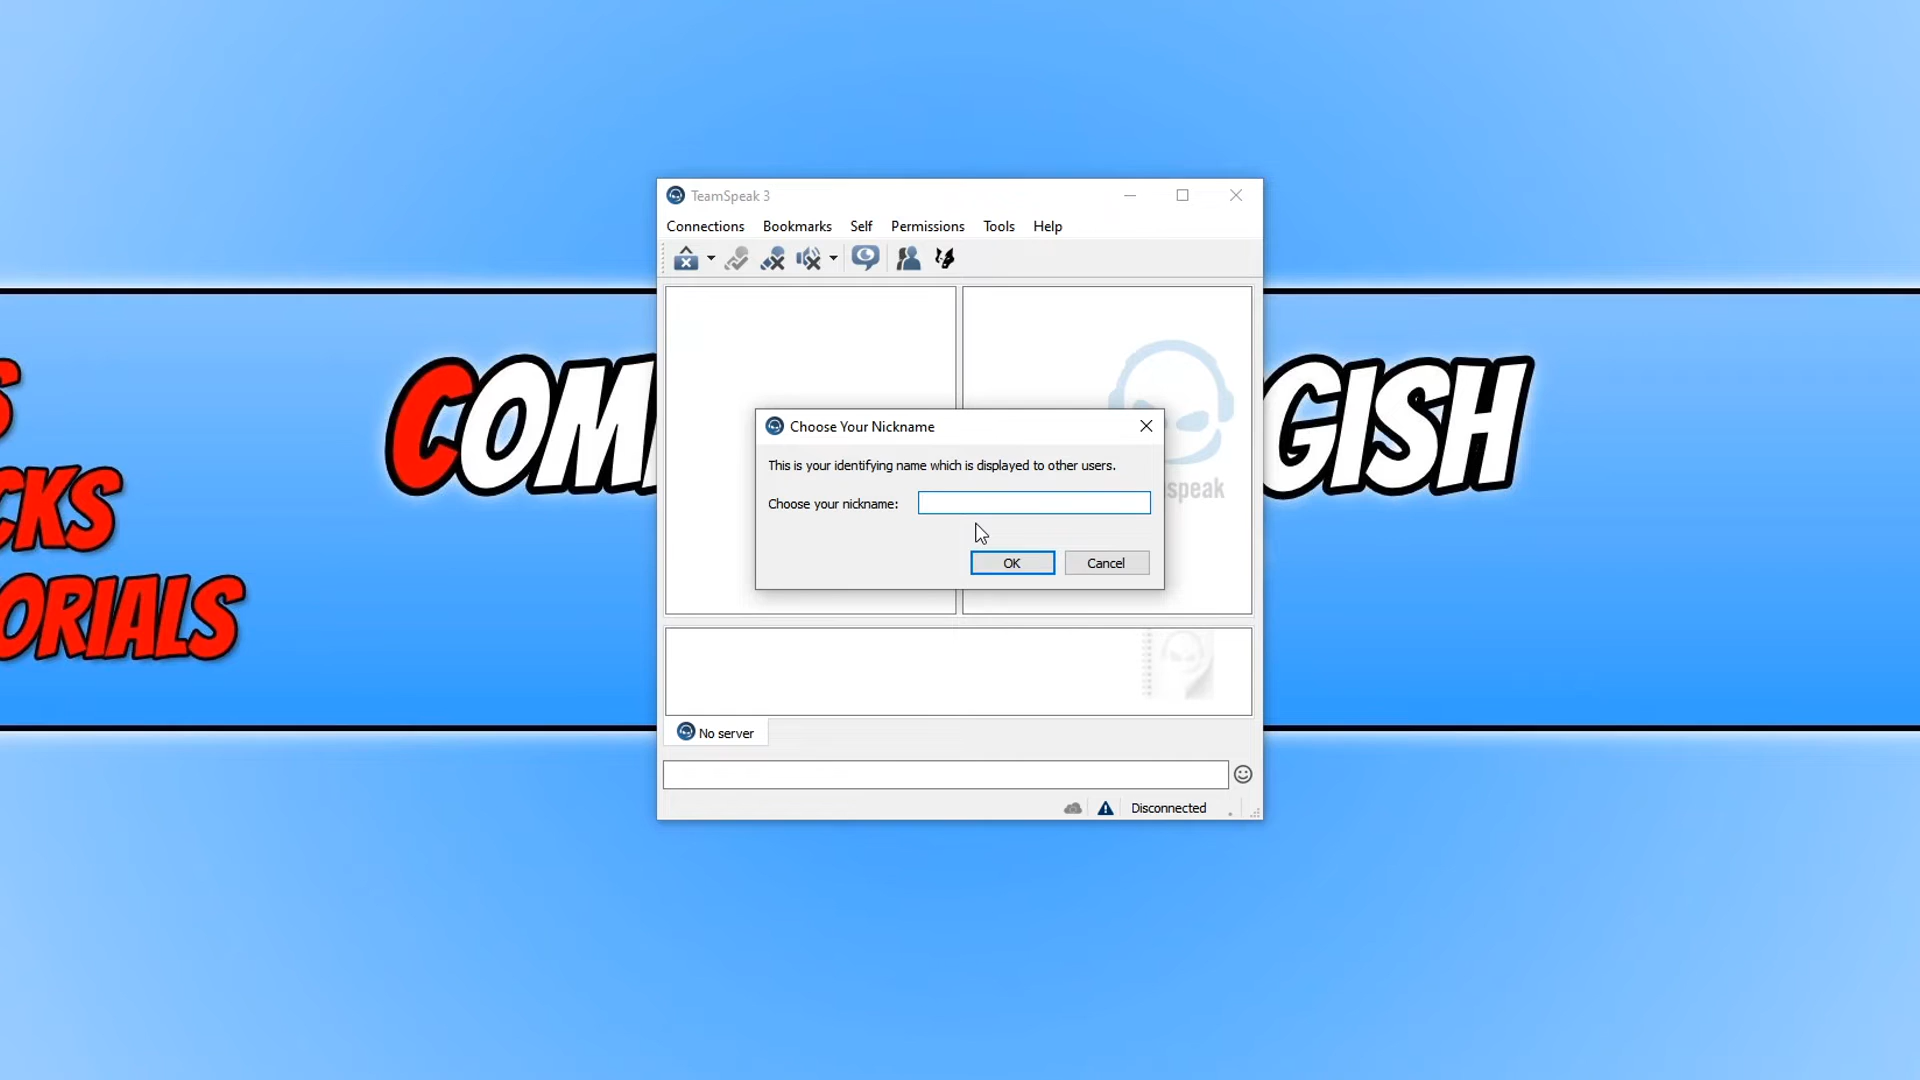 TeamSpeak 3
Connections Bookmarks Self Permissions Tools Help
COM GISH
Choose Your Nickname
This is your identifying name which is displayed to other users.
speak
Choose your nickname:
CKS
OK Cancel
ORIALS
No server
Disconnected